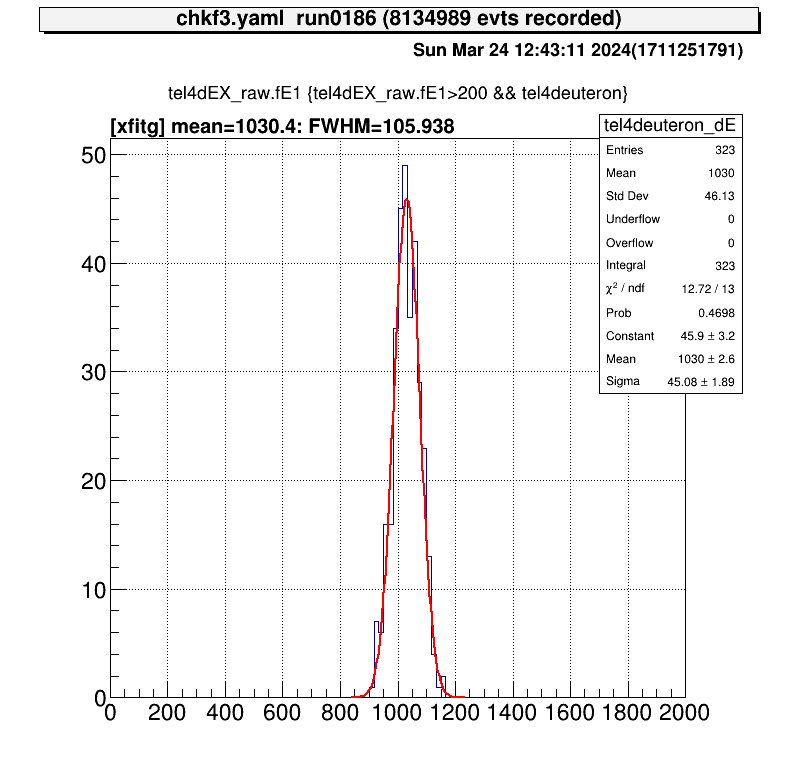 chkf3.yaml run0186 (8134989 evts recorded)
Sun Mar 24 12:43:11 2024(1711251791)
tel4dEX_raw.fE1 {tel4dEX_raw.fE1>200 && tel4deuteron}
[xfitg] mean=1030.4: FWHM=105.938
tel4deuteron_dE
Entries 323
Mean 1030
Std Dev 46.13
Underflow 0
Overflow 0
Integral 323
χ² / ndf 12.72 / 13
Prob 0.4698
Constant 45.9 ± 3.2
Mean 1030 ± 2.6
Sigma 45.08 ± 1.89
50
40
30
20
10
0
0 200 400 600 800 1000 1200 1400 1600 1800 2000